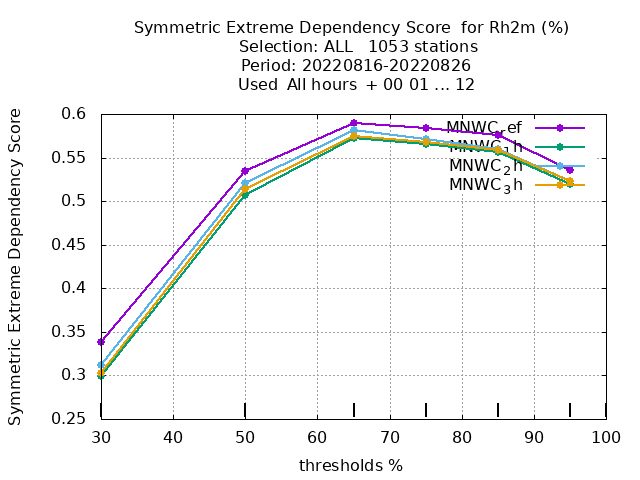 Symmetric Extreme Dependency Score for Rh2m (%)
Selection: ALL 1053 stations
Period: 20220816-20220826
Used All hours + 00 01 ... 12
Symmetric Extreme Dependency Score
0.6
0.55
0.5
0.45
0.4
0.35
0.3
0.25
MNWC_ref
MNWC_1h
MNWC_2h
MNWC_3h
30 40 50 60 70 80 90 100
thresholds %